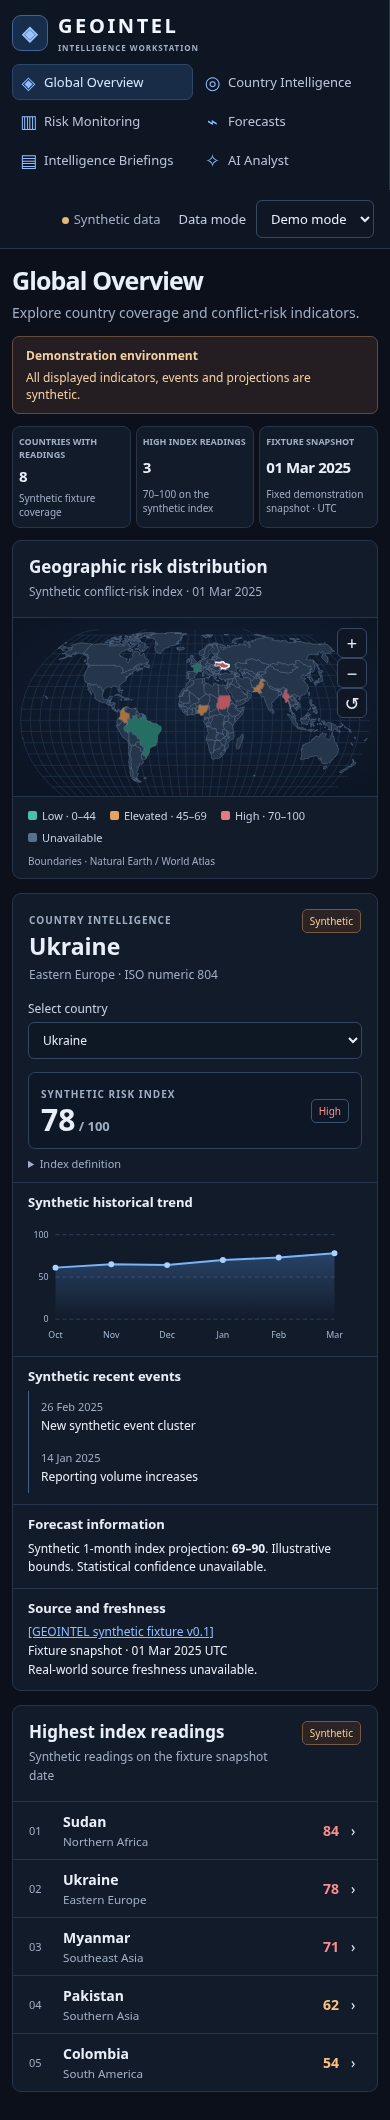 GEOINTEL
INTELLIGENCE WORKSTATION
Global Overview
Country Intelligence
Risk Monitoring
Forecasts
Intelligence Briefings
AI Analyst
Synthetic data
Data mode
Demo mode
Global Overview
Explore country coverage and conflict-risk indicators.
Demonstration environment
All displayed indicators, events and projections are
synthetic.
COUNTRIES WITH
READINGS
8
Synthetic fixture
coverage
HIGH INDEX READINGS
3
70–100 on the
synthetic index
FIXTURE SNAPSHOT
01 Mar 2025
Fixed demonstration
snapshot · UTC
Geographic risk distribution
Synthetic conflict-risk index · 01 Mar 2025
+
−
↺
Low · 0–44
Elevated · 45–69
High · 70–100
Unavailable
Boundaries · Natural Earth / World Atlas
COUNTRY INTELLIGENCE
Synthetic
Ukraine
Eastern Europe · ISO numeric 804
Select country
Ukraine
SYNTHETIC RISK INDEX
78 / 100
High
Index definition
Synthetic historical trend
100
50
0
Oct
Nov
Dec
Jan
Feb
Mar
Synthetic recent events
26 Feb 2025
New synthetic event cluster
14 Jan 2025
Reporting volume increases
Forecast information
Synthetic 1-month index projection: 69–90. Illustrative
bounds. Statistical confidence unavailable.
Source and freshness
[GEOINTEL synthetic fixture v0.1]
Fixture snapshot · 01 Mar 2025 UTC
Real-world source freshness unavailable.
Highest index readings
Synthetic
Synthetic readings on the fixture snapshot
date
01
Sudan
Northern Africa
84 ›
02
Ukraine
Eastern Europe
78 ›
03
Myanmar
Southeast Asia
71 ›
04
Pakistan
Southern Asia
62 ›
05
Colombia
South America
54 ›